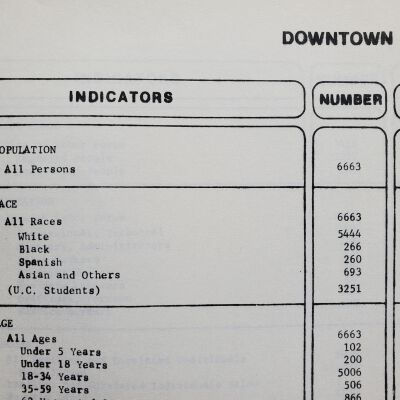 DOWNTOWN
INDICATORS NUMBER
OPULATION
All Persons 6663
ACE
All Races 6663
White 5444
Black 266
Spanish 260
Asian and Others 693
(U.C. Students) 3251
GE
All Ages 6663
Under 5 Years 102
Under 18 Years 200
18-34 Years 5006
35-59 Years 506
866